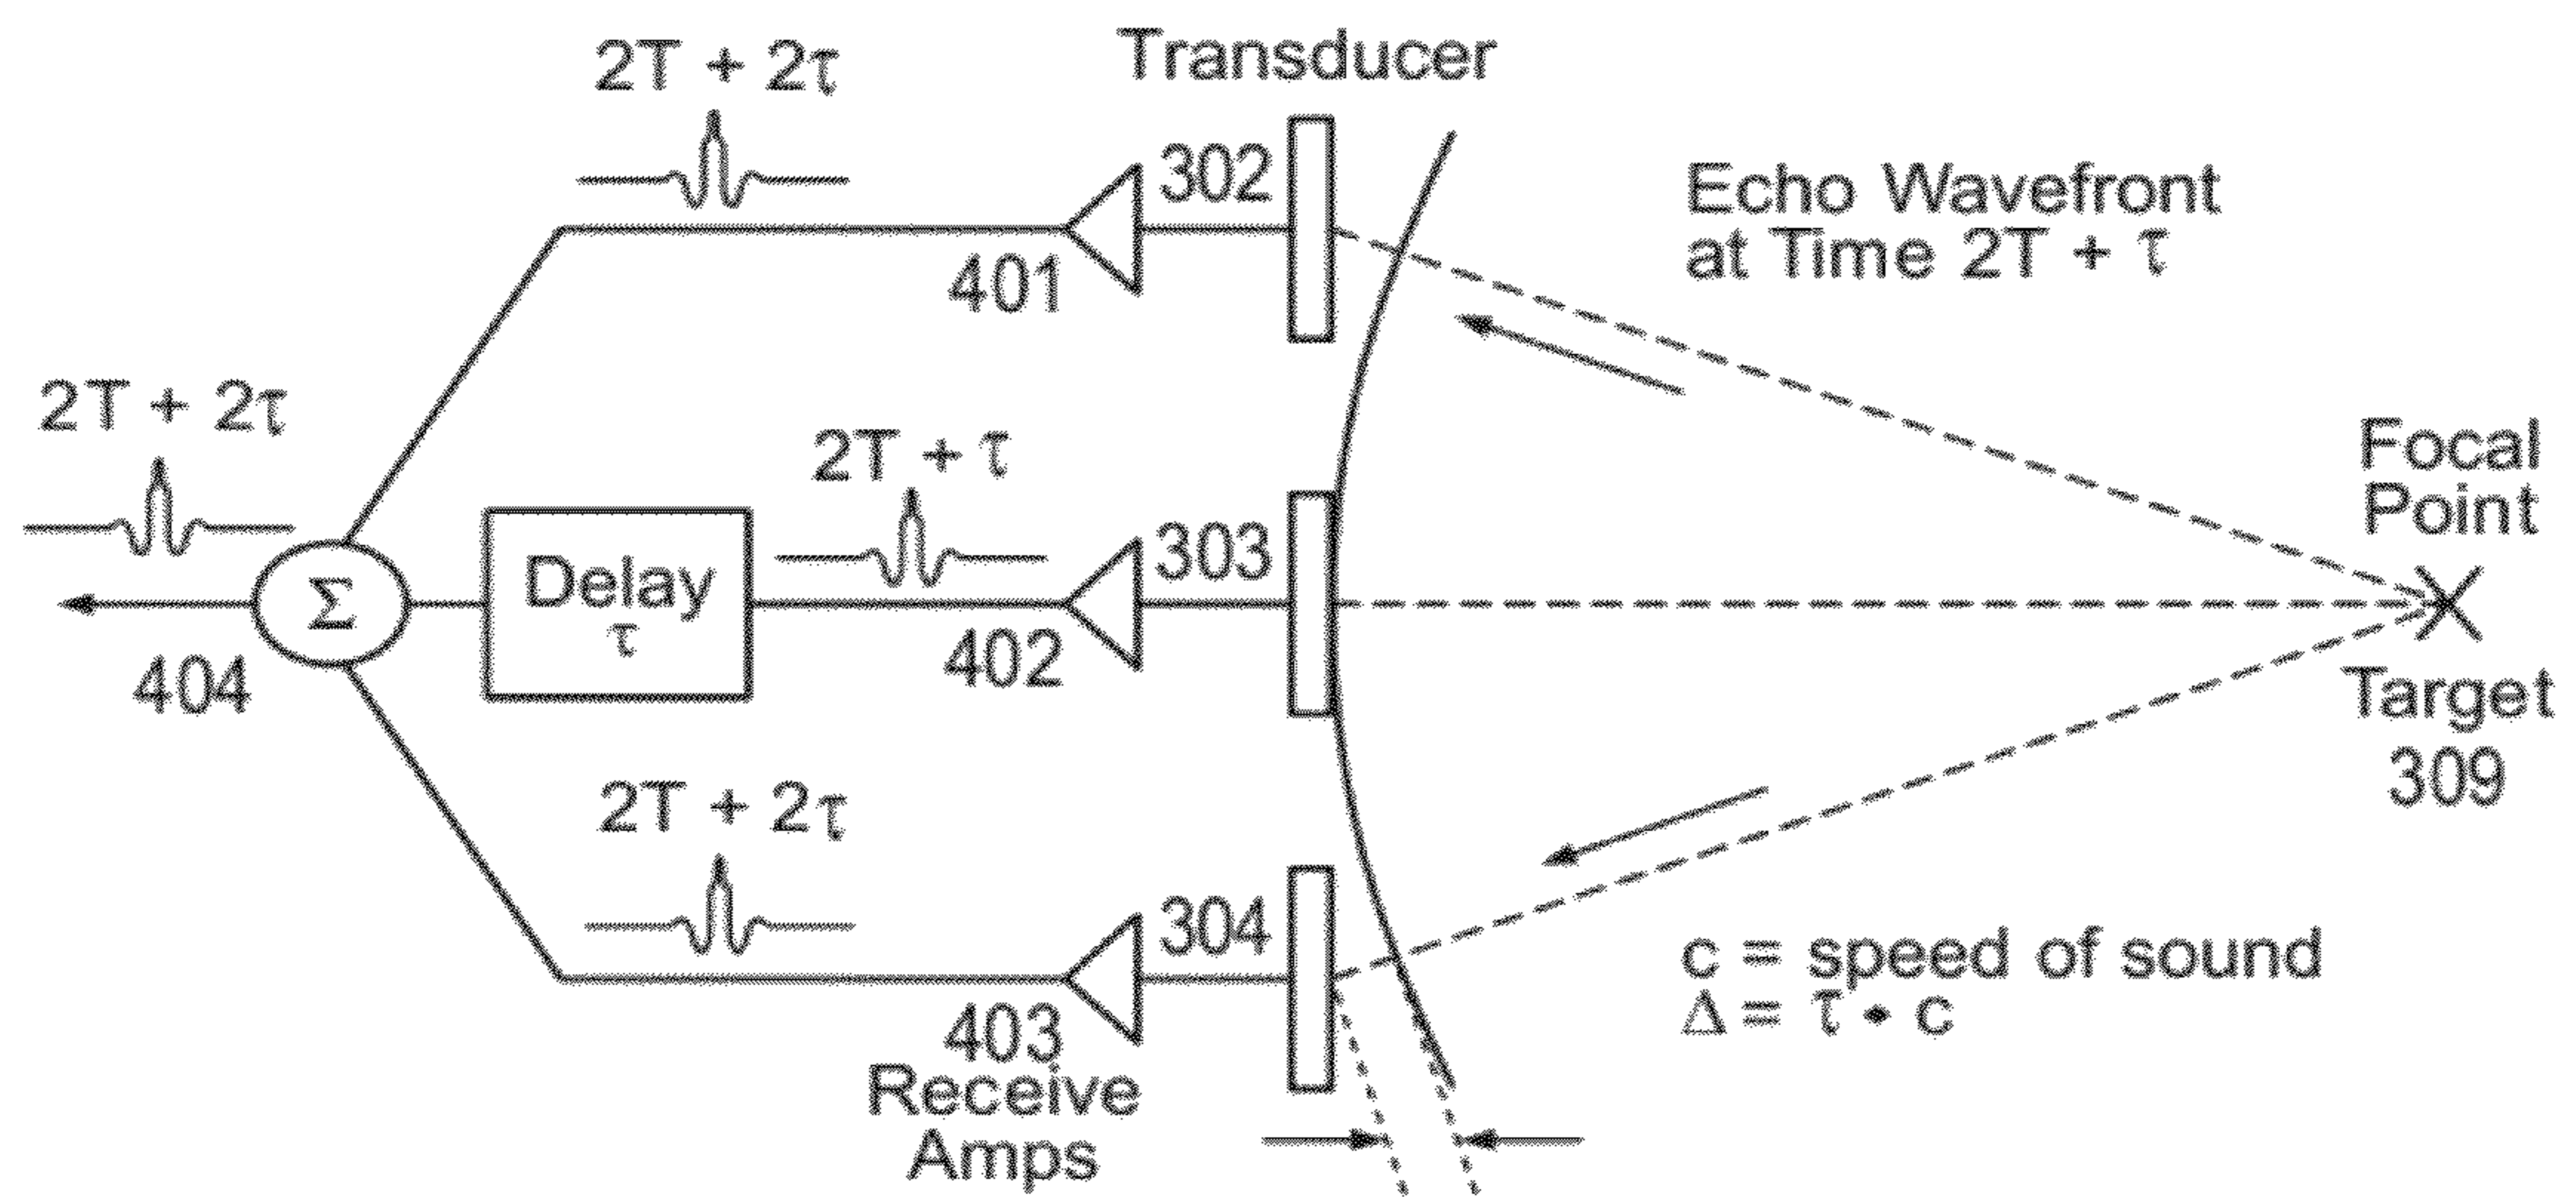 Transducer
2T + 2τ
302
Echo Wavefront
at Time 2T + τ
401
2T + 2τ
2T + τ
Focal
Point
303
Delay
τ
Σ
402
404
Target
309
2T + 2τ
304
c = speed of sound
Δ = τ • c
403
Receive
Amps